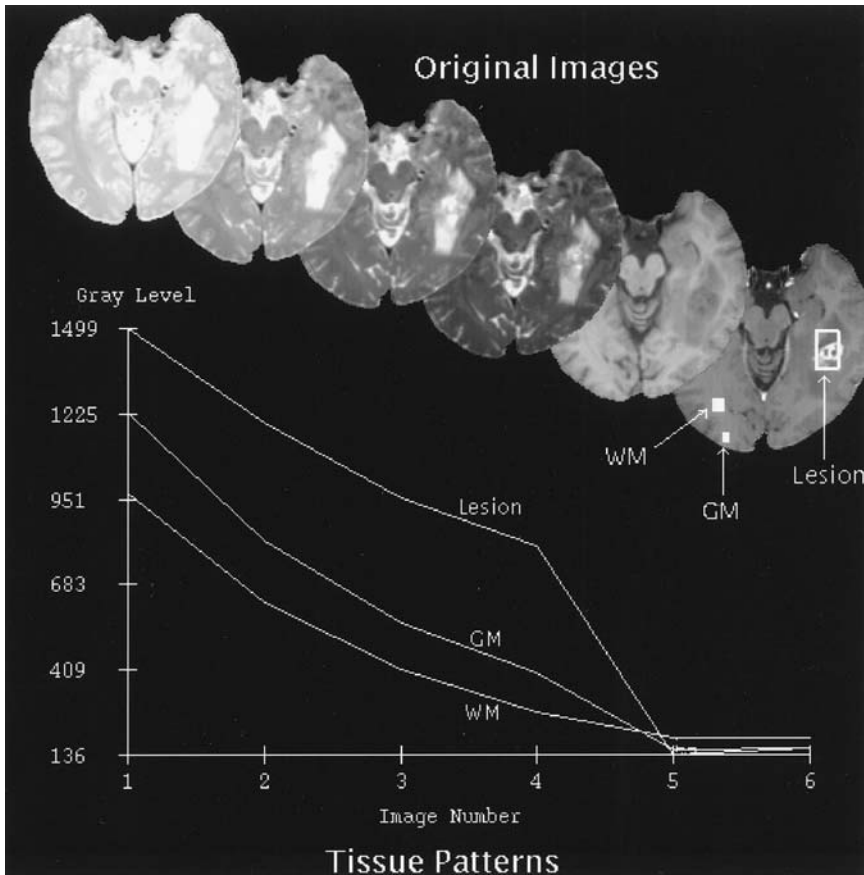 Original Images
WM
GM
Lesion
Gray Level
1499
1225
951
683
409
136
Lesion
GM
WM
1 2 3 4 5 6
Image Number
Tissue Patterns